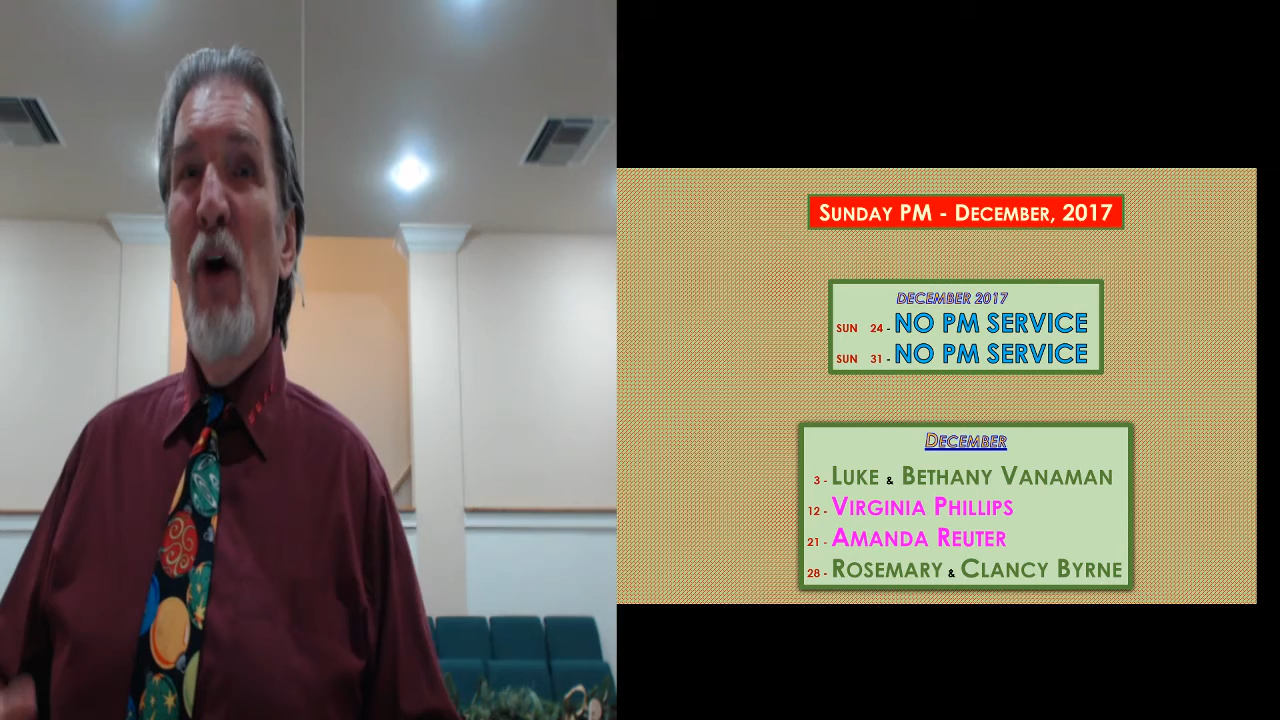 SUNDAY PM - DECEMBER, 2017
DECEMBER 2017
SUN 24 - NO PM SERVICE
SUN 31 - NO PM SERVICE
DECEMBER
3 - LUKE & BETHANY VANAMAN
12 - VIRGINIA PHILLIPS
21 - AMANDA REUTER
28 - ROSEMARY & CLANCY BYRNE